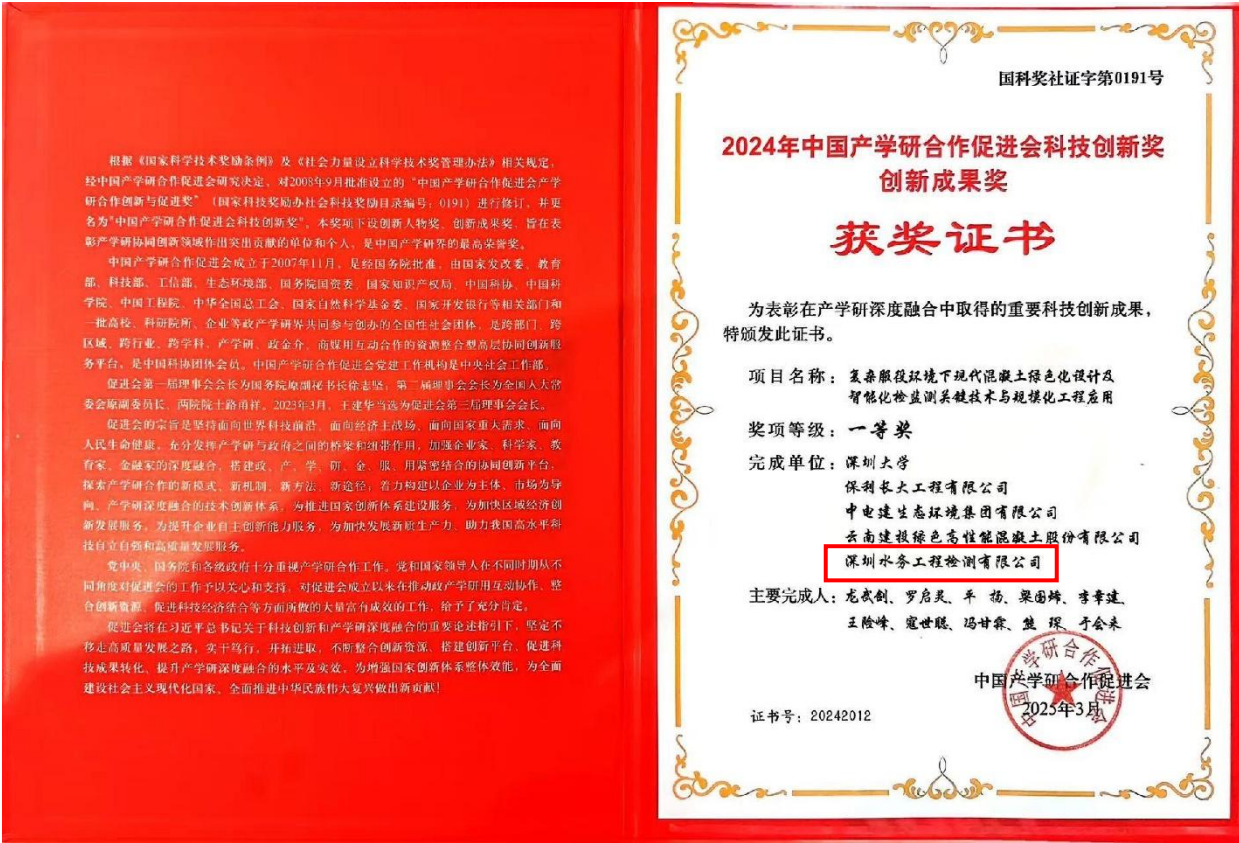 根据《国家科学技术奖励条例》及《社会力量设立科学技术奖管理办法》相关规定，
经中国产学研合作促进会研究决定，对2008年9月批准设立的“中国产学研合作促进会产学
研合作创新与促进奖”（国家科技奖励办社会科技奖励目录编号：0191）进行修订，并更
名为“中国产学研合作促进会科技创新奖”，本奖项下设创新人物奖、创新成果奖，旨在表
彰产学研协同创新领域作出突出贡献的单位和个人，是中国产学研界的最高荣誉奖。
中国产学研合作促进会成立于2007年11月，是经国务院批准，由国家发改委、教育
部、科技部、工信部、生态环境部、国务院国资委、国家知识产权局、中国科协、中国科
学院、中国工程院、中华全国总工会、国家自然科学基金委、国家开发银行等相关部门和
一批高校、科研院所、企业等政产学研界共同参与创办的全国性社会团体，是跨部门、跨
区域、跨行业、跨学科，产学研、政金介、商媒用互动合作的资源整合型高层协同创新服
务平台，是中国科协团体会员。中国产学研合作促进会党建工作机构是中央社会工作部。
促进会第一届理事会会长为国务院原副秘书长徐志坚；第二届理事会会长为全国人大常
委会原副委员长、两院院士路甬祥。2023年3月，王建华当选为促进会第三届理事会会长。
促进会的宗旨是坚持面向世界科技前沿、面向经济主战场、面向国家重大需求、面向
人民生命健康，充分发挥产学研与政府之间的桥梁和纽带作用，加强企业家、科学家、教
育家、金融家的深度融合，搭建政、产、学、研、金、服、用紧密结合的协同创新平台，
探索产学研合作的新模式、新机制、新方法、新途径，着力构建以企业为主体、市场为导
向、产学研深度融合的技术创新体系，为推进国家创新体系建设服务，为加快区域经济创
新发展服务，为提升企业自主创新能力服务，为加快发展新质生产力、助力我国高水平科
技自立自强和高质量发展服务。
党中央、国务院和各级政府十分重视产学研合作工作。党和国家领导人在不同时期从不
同角度对促进会的工作予以关心和支持，对促进会成立以来在推动政产学研用互动协作、整
合创新资源、促进科技经济结合等方面所做的大量富有成效的工作，给予了充分肯定。
促进会将在习近平总书记关于科技创新和产学研深度融合的重要论述指引下，坚定不
移走高质量发展之路，实干笃行，开拓进取，不断整合创新资源、搭建创新平台、促进科
技成果转化、提升产学研深度融合的水平及实效，为增强国家创新体系整体效能，为全面
建设社会主义现代化国家、全面推进中华民族伟大复兴做出新贡献！
国科奖社证字第0191号
2024年中国产学研合作促进会科技创新奖
创新成果奖
获奖证书
为表彰在产学研深度融合中取得的重要科技创新成果，
特颁发此证书。
项目名称：复杂服役环境下现代混凝土绿色化设计及
智能化检监测关键技术与规模化工程应用
奖项等级：一等奖
完成单位：深圳大学
保利长大工程有限公司
中电建生态环境集团有限公司
云南建投绿色高性能混凝土股份有限公司
深圳水务工程检测有限公司
主要完成人：龙武剑、罗启灵、平 扬、梁国烽、李章建、
王险峰、寇世聪、冯甘霖、熊 琛、于会来
中国产学研合作促进会
2025年3月
证书号：20242012
中国产学研合作促进会